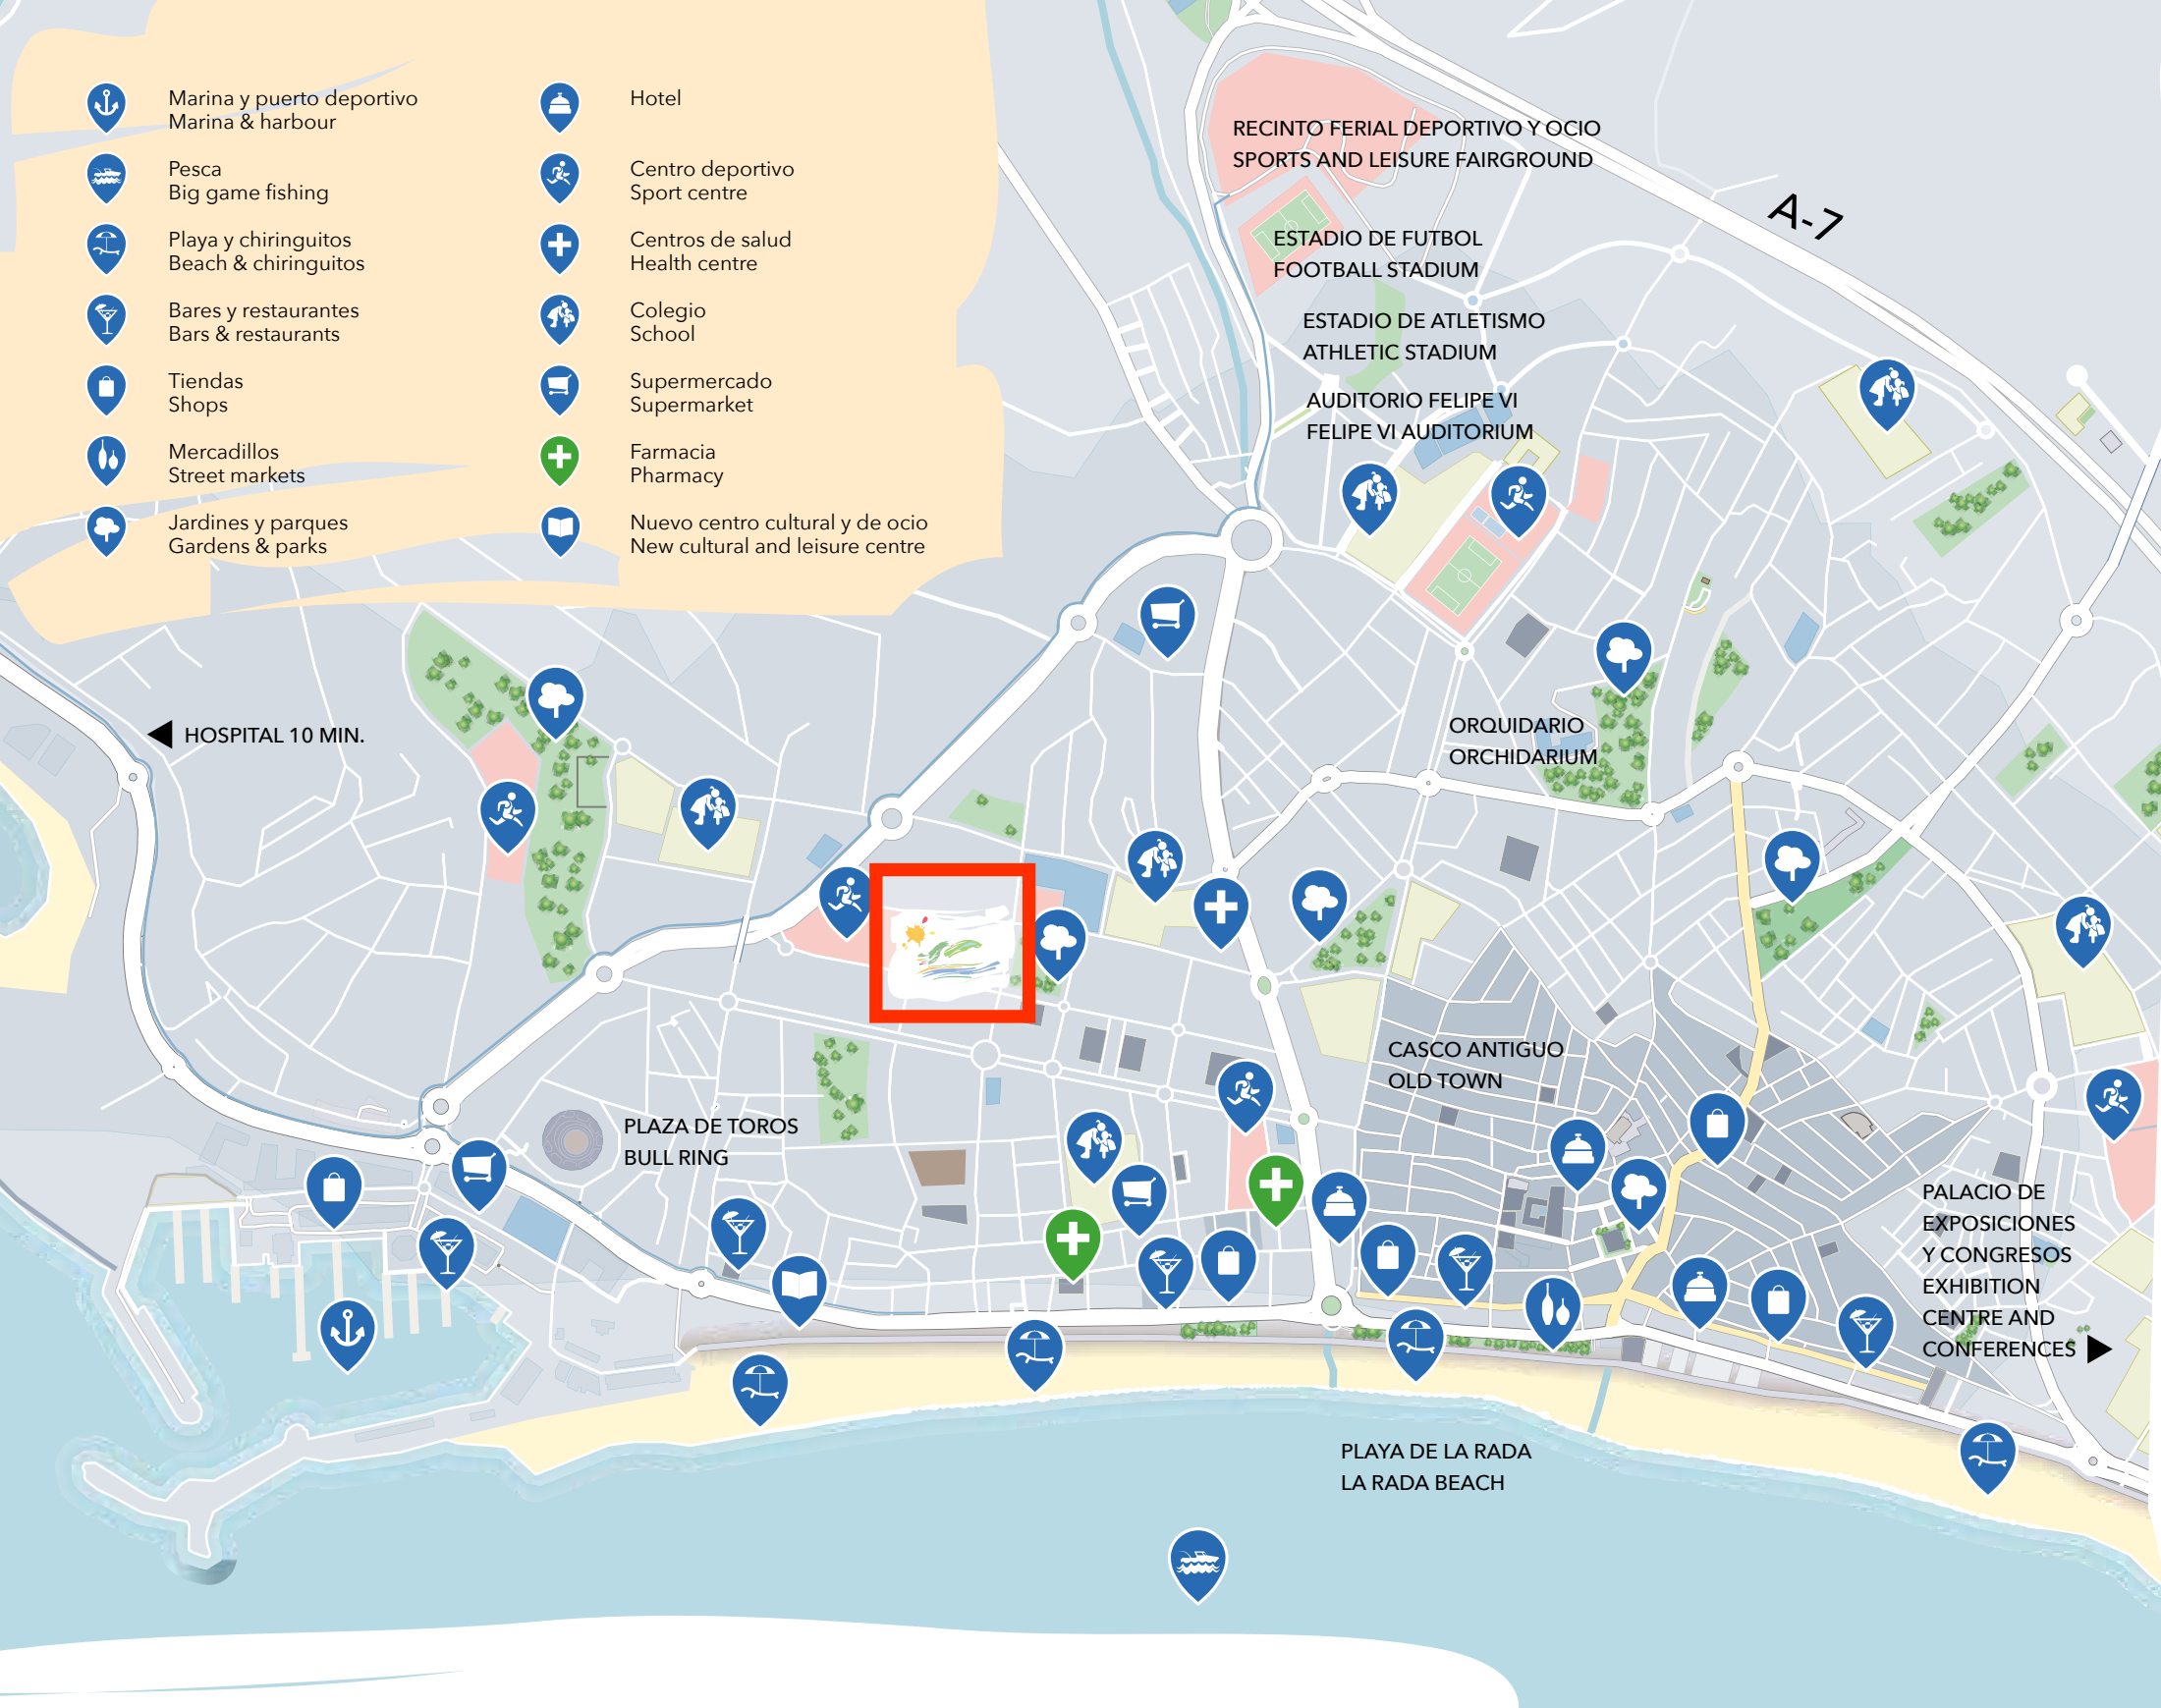 Marina y puerto deportivo
Marina & harbour
Pesca
Big game fishing
Playa y chiringuitos
Beach & chiringuitos
Bares y restaurantes
Bars & restaurants
Tiendas
Shops
Mercadillos
Street markets
Jardines y parques
Gardens & parks
Hotel
Centro deportivo
Sport centre
Centros de salud
Health centre
Colegio
School
Supermercado
Supermarket
Farmacia
Pharmacy
Nuevo centro cultural y de ocio
New cultural and leisure centre
RECINTO FERIAL DEPORTIVO Y OCIO
SPORTS AND LEISURE FAIRGROUND
A-7
ESTADIO DE FUTBOL
FOOTBALL STADIUM
ESTADIO DE ATLETISMO
ATHLETIC STADIUM
AUDITORIO FELIPE VI
FELIPE VI AUDITORIUM
HOSPITAL 10 MIN.
ORQUIDARIO
ORCHIDARIUM
CASCO ANTIGUO
OLD TOWN
PLAZA DE TOROS
BULL RING
PALACIO DE
EXPOSICIONES
Y CONGRESOS
EXHIBITION
CENTRE AND
CONFERENCES
PLAYA DE LA RADA
LA RADA BEACH